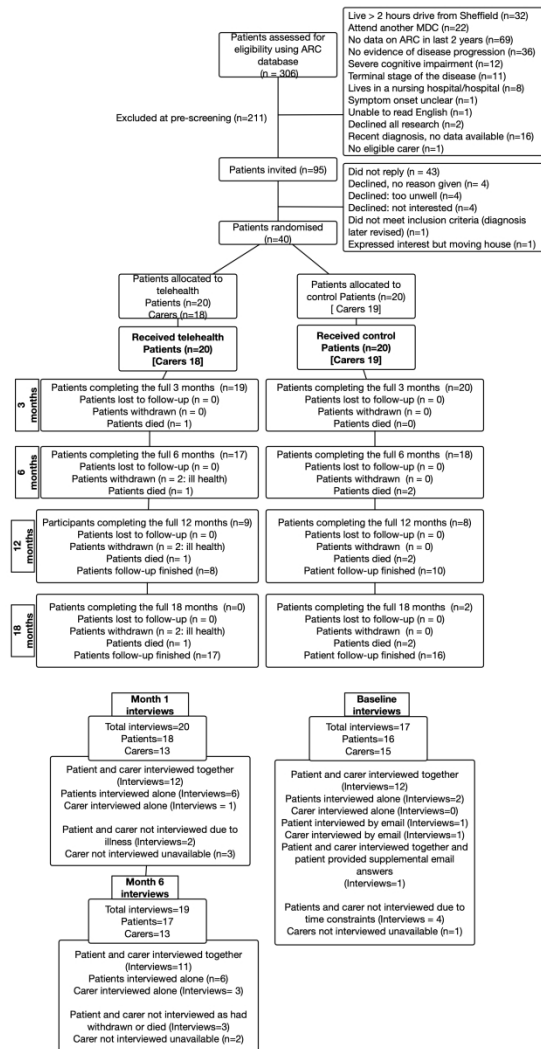 Patients assessed for
eligibility using ARC
database
(n = 306)
Live > 2 hours drive from Sheffield (n=32)
Attend another MDC (n=22)
No data on ARC in last 2 years (n=69)
No evidence of disease progression (n=36)
Severe cognitive impairment (n=12)
Terminal stage of the disease (n=11)
Lives in a nursing hospital/hospital (n=8)
Symptom onset unclear (n=1)
Unable to read English (n=1)
Declined all research (n=2)
Recent diagnosis, no data available (n=16)
No eligible carer (n=1)
Excluded at pre-screening (n=211)
Patients invited (n=95)
Did not reply (n = 43)
Declined, no reason given (n= 4)
Declined: too unwell (n=4)
Declined: not interested (n=4)
Did not meet inclusion criteria (diagnosis
later revised) (n=1)
Expressed interest but moving house (n=1)
Patients randomised
(n=40)
Patients allocated to
telehealth
Patients (n=20)
Carers (n=18)
Patients allocated to
control Patients (n=20)
[ Carers 19]
Received telehealth
Patients (n=20)
[Carers 18]
Received control
Patients (n=20)
[Carers 19]
3
months
Patients completing the full 3 months (n=19)
Patients lost to follow-up (n = 0)
Patients withdrawn (n = 0)
Patients died (n= 1)
Patients completing the full 3 months (n=20)
Patients lost to follow-up (n = 0)
Patients withdrawn (n = 0)
Patients died (n=0)
6
months
Patients completing the full 6 months (n=17)
Patients lost to follow-up (n = 0)
Patients withdrawn (n = 2: ill health)
Patients died (n= 1)
Patients completing the full 6 months (n=18)
Patients lost to follow-up (n = 0)
Patients withdrawn (n = 0)
Patients died (n=2)
12
months
Participants completing the full 12 months (n=9)
Patients lost to follow-up (n = 0)
Patients withdrawn (n = 2: ill health)
Patients died (n= 1)
Patients follow-up finished (n=8)
Patients completing the full 12 months (n=8)
Patients lost to follow-up (n = 0)
Patients withdrawn (n = 0)
Patients died (n=2)
Patient follow-up finished (n=10)
18
months
Patients completing the full 18 months (n=0)
Patients lost to follow-up (n = 0)
Patients withdrawn (n = 2: ill health)
Patients died (n= 1)
Patients follow-up finished (n=17)
Patients completing the full 18 months (n=2)
Patients lost to follow-up (n = 0)
Patients withdrawn (n = 0)
Patients died (n=2)
Patient follow-up finished (n=16)
Month 1
interviews
Total interviews=20
Patients=18
Carers=13
Patient and carer interviewed together
(Interviews=12)
Patients interviewed alone (Interviews=6)
Carer interviewed alone (Interviews = 1)
Patient and carer not interviewed due to
illness (Interviews=2)
Carer not interviewed unavailable (n=3)
Month 6
interviews
Total interviews=19
Patients=17
Carers=13
Patient and carer interviewed together
(Interviews=11)
Patients interviewed alone (n=6)
Carer interviewed alone (Interviews= 3)
Patient and carer not interviewed as had
withdrawn or died (Interviews=3)
Carer not interviewed unavailable (n=2)
Baseline
interviews
Total interviews=17
Patients=16
Carers=15
Patient and carer interviewed together
(Interviews=12)
Patients interviewed alone (Interviews=2)
Carer interviewed alone (Interviews=0)
Patient interviewed by email (Interviews=1)
Carer interviewed by email (Interviews=1)
Patient and carer interviewed together and
patient provided supplemental email
answers
(Interviews=1)
Patients and carer not interviewed due to
time constraints (Interviews = 4)
Carers not interviewed unavailable (n=1)